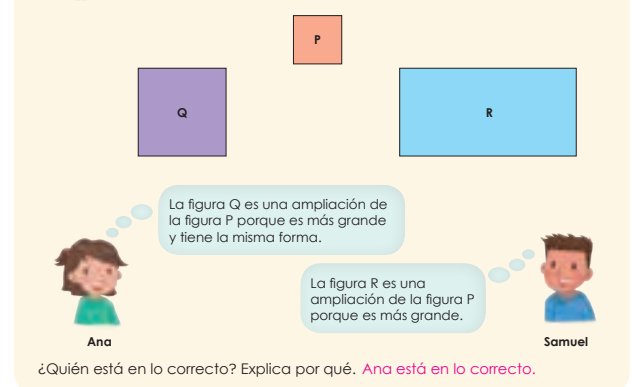 P
Q
R
La figura Q es una ampliación de
la figura P porque es más grande
y tiene la misma forma.
La figura R es una
ampliación de la figura P
porque es más grande.
Ana
Samuel
¿Quién está en lo correcto? Explica por qué. Ana está en lo correcto.